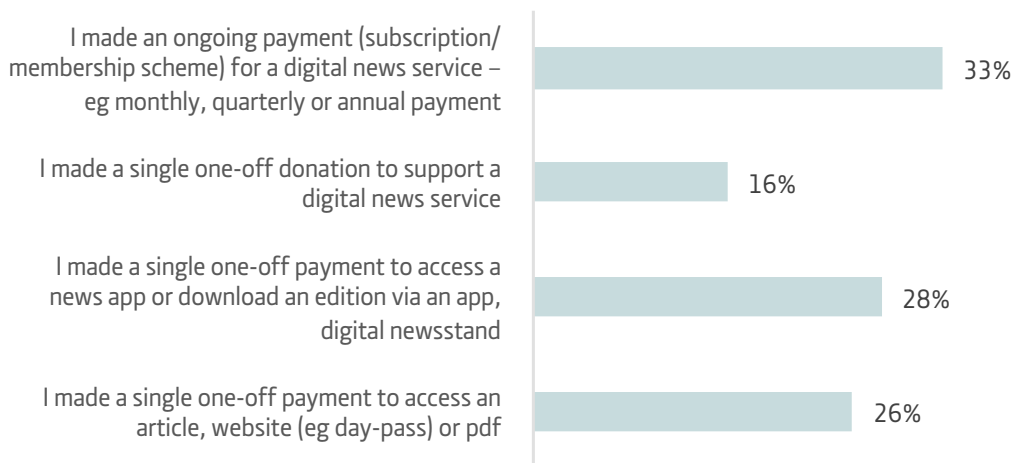 I made an ongoing payment (subscription/
membership scheme) for a digital news service –
eg monthly, quarterly or annual payment
33%
I made a single one-off donation to support a
digital news service
16%
I made a single one-off payment to access a
news app or download an edition via an app,
digital newsstand
28%
I made a single one-off payment to access an
article, website (eg day-pass) or pdf
26%